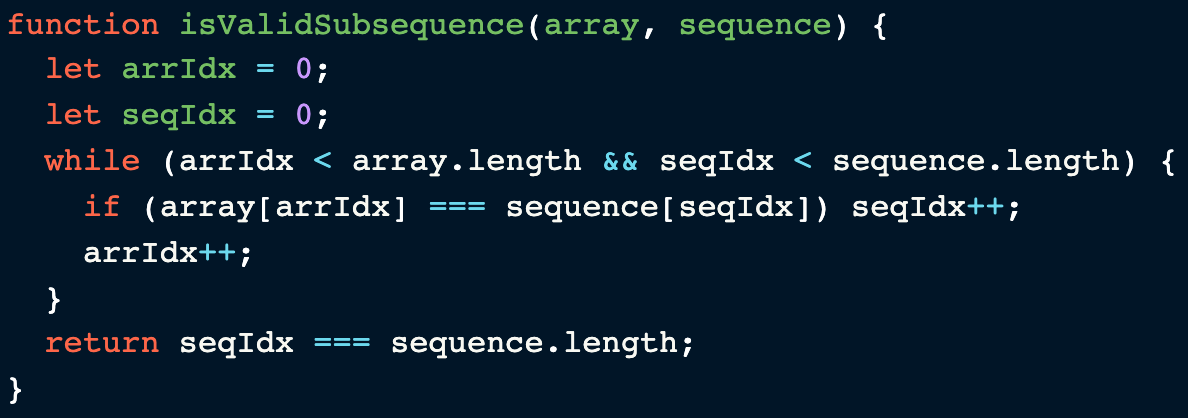 function isValidSubsequence(array, sequence) {
  let arrIdx = 0;
  let seqIdx = 0;
  while (arrIdx < array.length && seqIdx < sequence.length) {
    if (array[arrIdx] === sequence[seqIdx]) seqIdx++;
    arrIdx++;
  }
  return seqIdx === sequence.length;
}